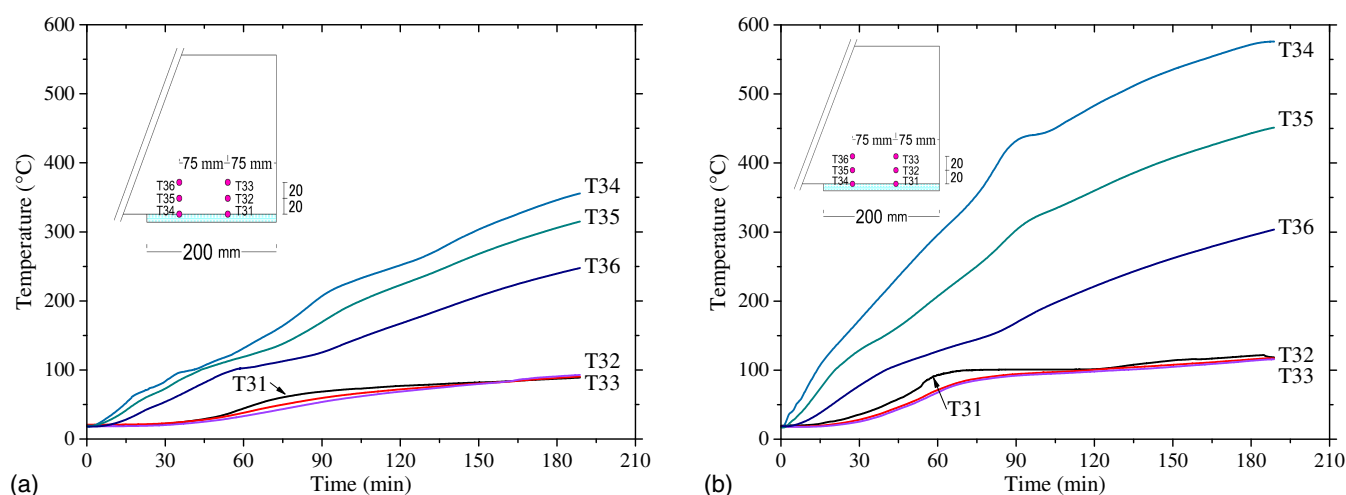 600
500
400
300
200
100
0
Temperature (°C)
0 30 60 90 120 150 180 210
Time (min)
(a)
75 mm 75 mm
T36 T33
T35 T32
T34 T31
20
20
200 mm
T34
T35
T36
T32
T33
T31
600
500
400
300
200
100
0
Temperature (°C)
0 30 60 90 120 150 180 210
Time (min)
(b)
75 mm 75 mm
T36 T33
T35 T32
T34 T31
20
20
200 mm
T34
T35
T36
T32
T33
T31